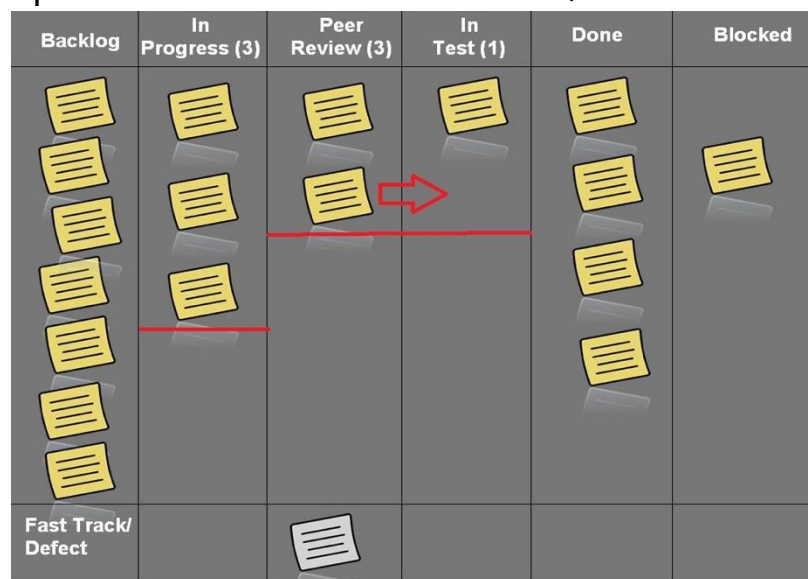 Backlog
In
Progress (3)
Peer
Review (3)
In
Test (1)
Done
Blocked
Fast Track/
Defect